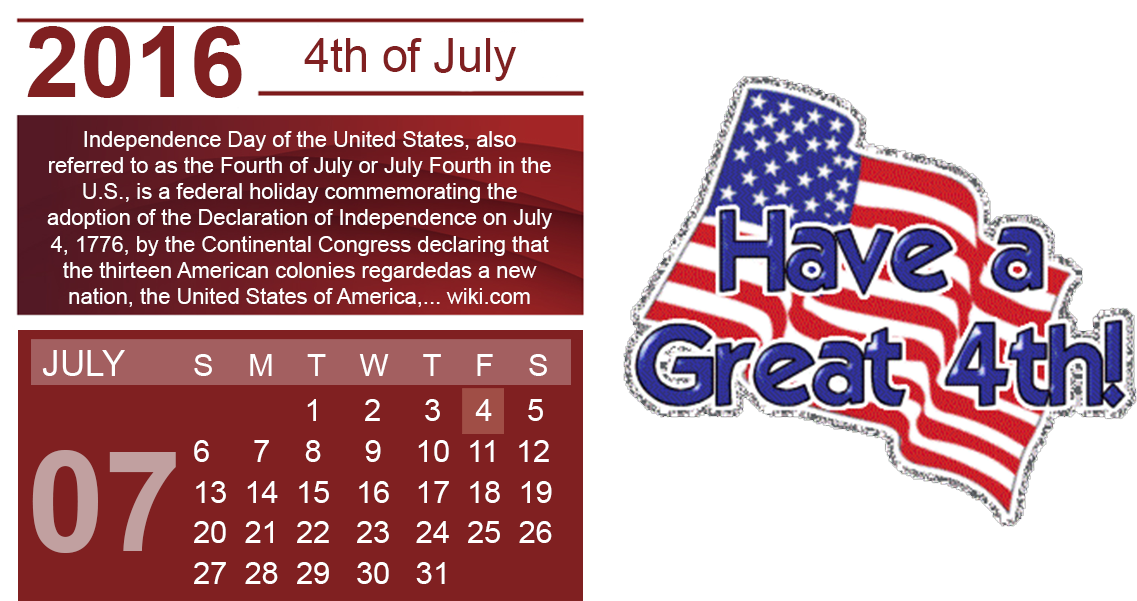 2016
4th of July
Independence Day of the United States, also
referred to as the Fourth of July or July Fourth in the
U.S., is a federal holiday commemorating the
adoption of the Declaration of Independence on July
4, 1776, by the Continental Congress declaring that
the thirteen American colonies regardedas a new
nation, the United States of America,... wiki.com
JULY S M T W T F S
1 2 3 4 5
6 7 8 9 10 11 12
13 14 15 16 17 18 19
20 21 22 23 24 25 26
27 28 29 30 31
07
Have a
Great 4th!